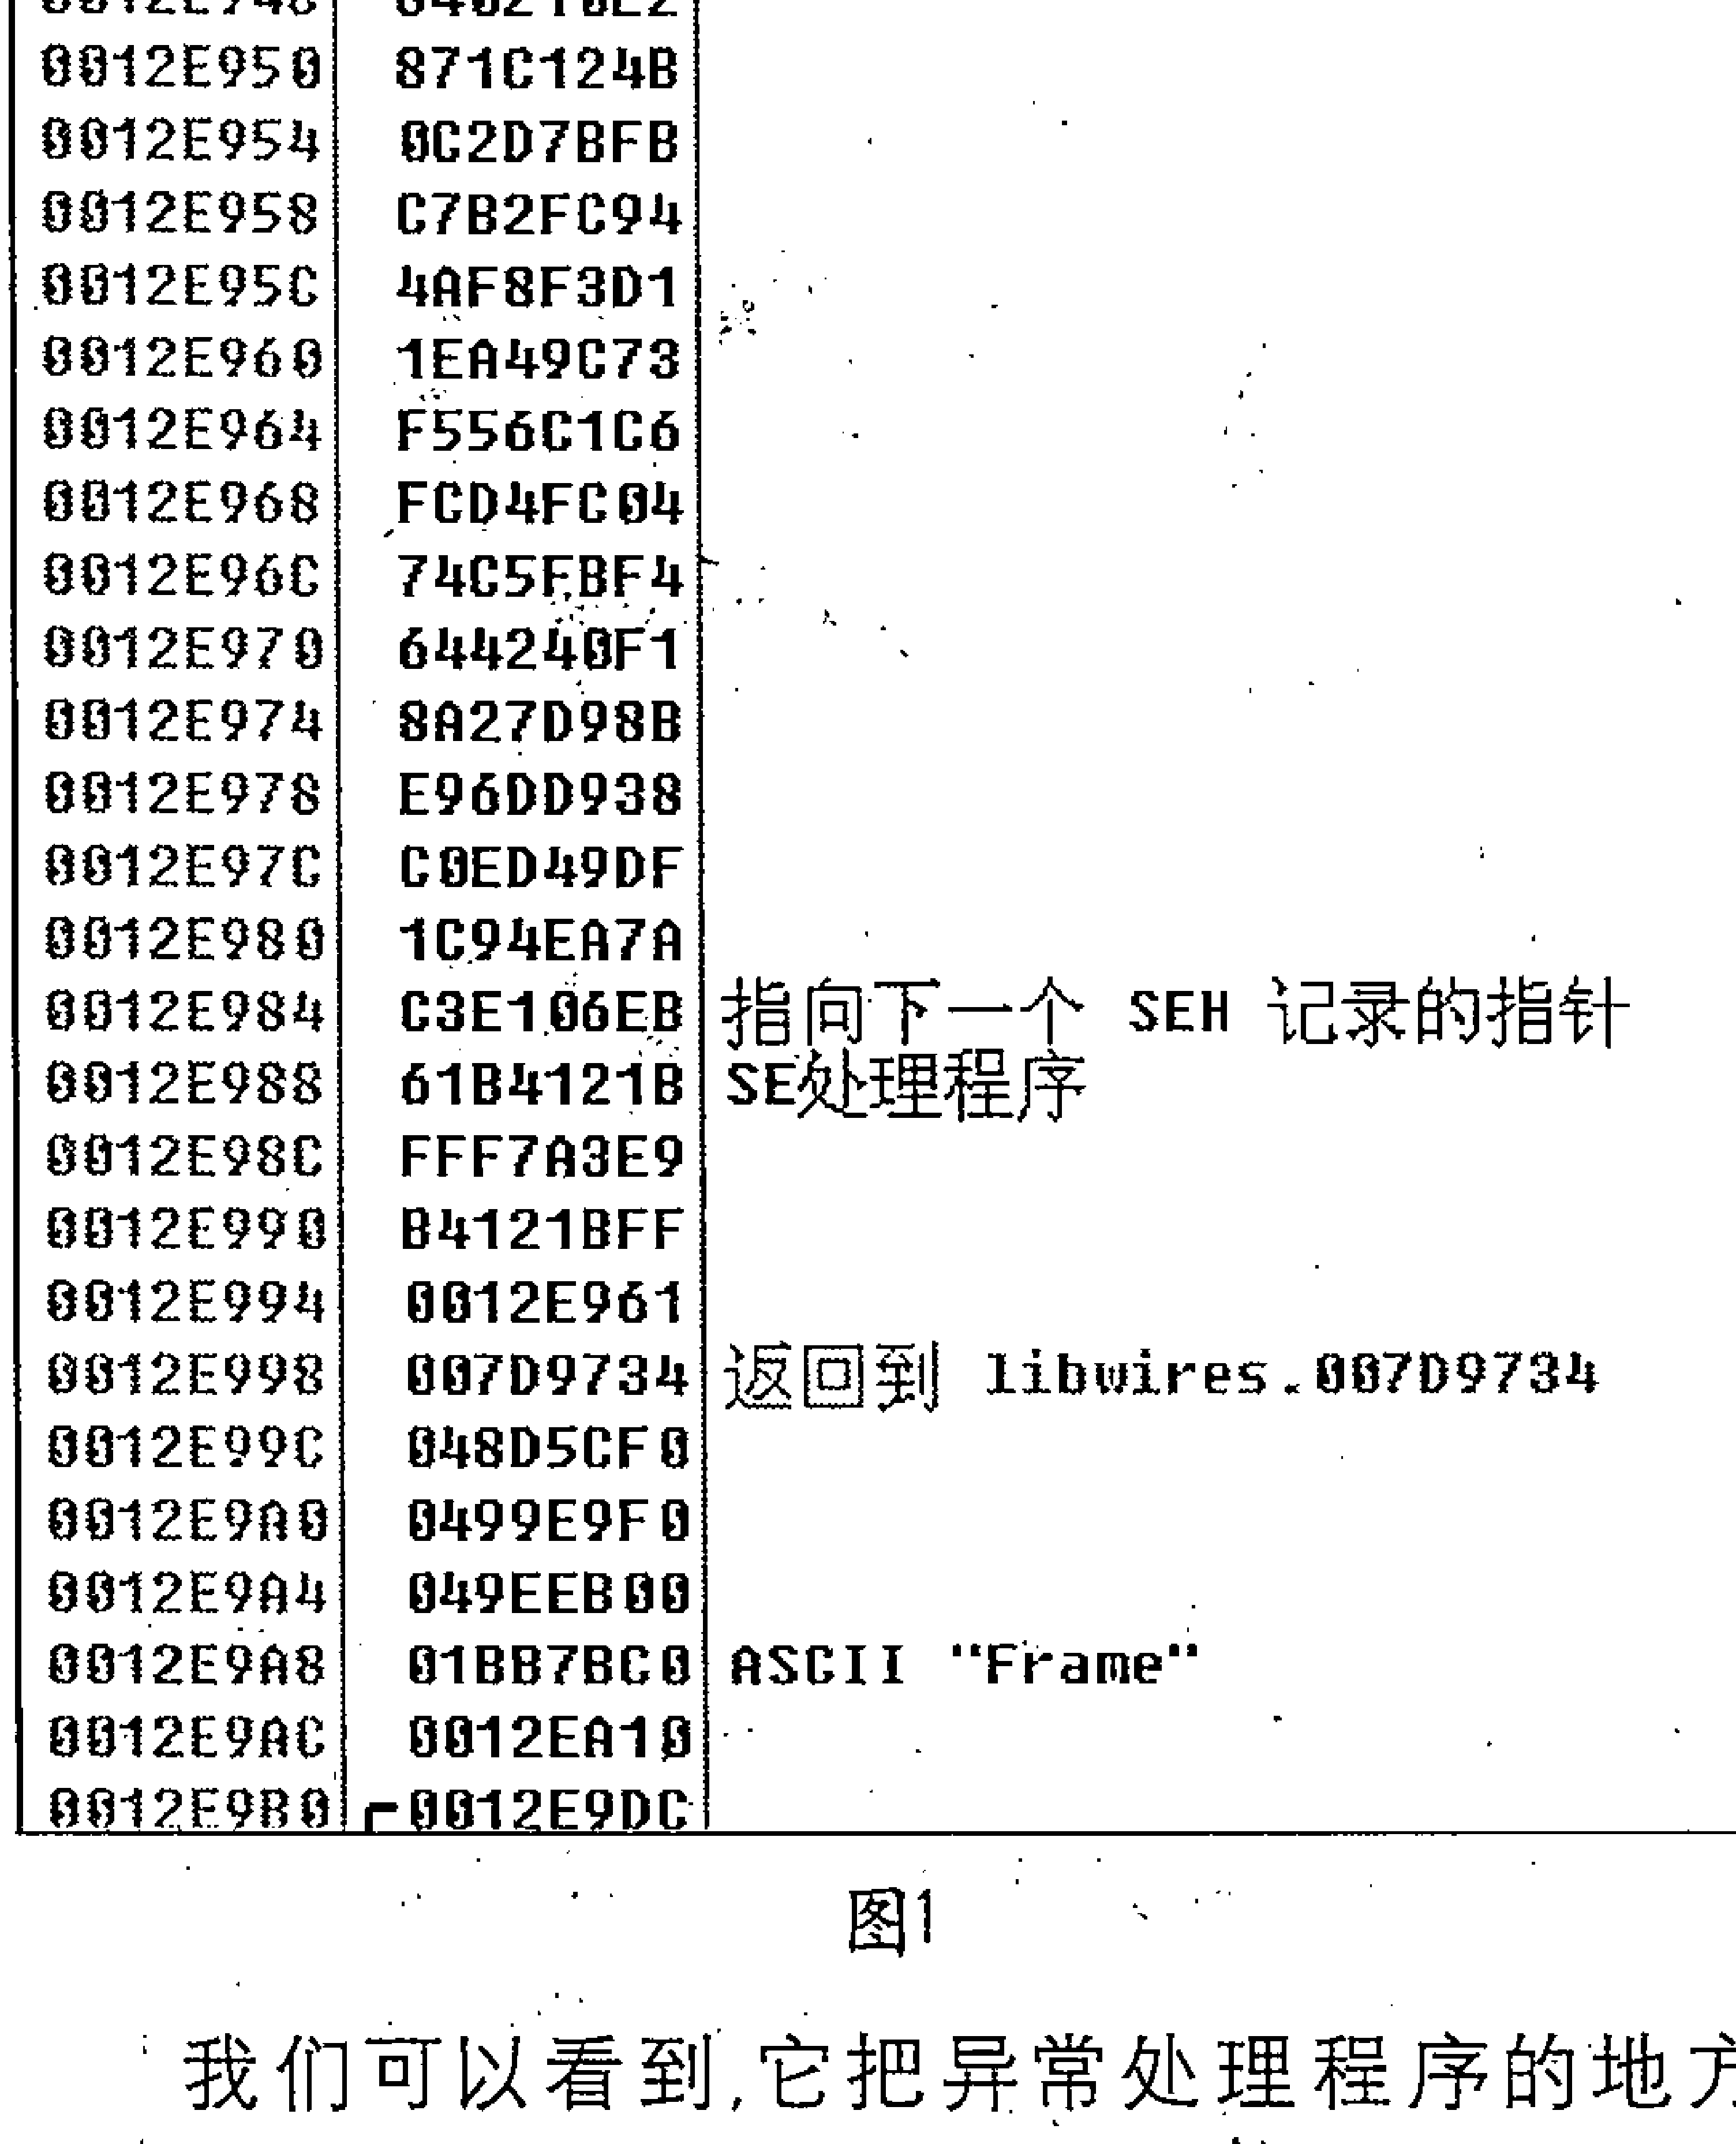 0012E950 871C124B
0012E954 0C2D7BFB
0012E958 C7B2FC94
0012E95C 4AF8F3D1
0012E960 1EA49C73
0012E964 F556C1C6
0012E968 FCD4FC04
0012E96C 74C5FBF4
0012E970 644240F1
0012E974 8A27D98B
0012E978 E96DD938
0012E97C C0ED49DF
0012E980 1C94EA7A
0012E984 C3E106EB 指向下一个 SEH 记录的指针
0012E988 61B4121B SE处理程序
0012E98C FFF7A3E9
0012E990 B4121BFF
0012E994 0012E961
0012E998 007D9734 返回到 libwires.007D9734
0012E99C 048D5CF0
0012E9A0 0499E9F0
0012E9A4 049EEB00
0012E9A8 01BB7BC0 ASCII "Frame"
0012E9AC 0012EA10
0012E9B0 0012E9DC
图1
我们可以看到,它把异常处理程序的地方